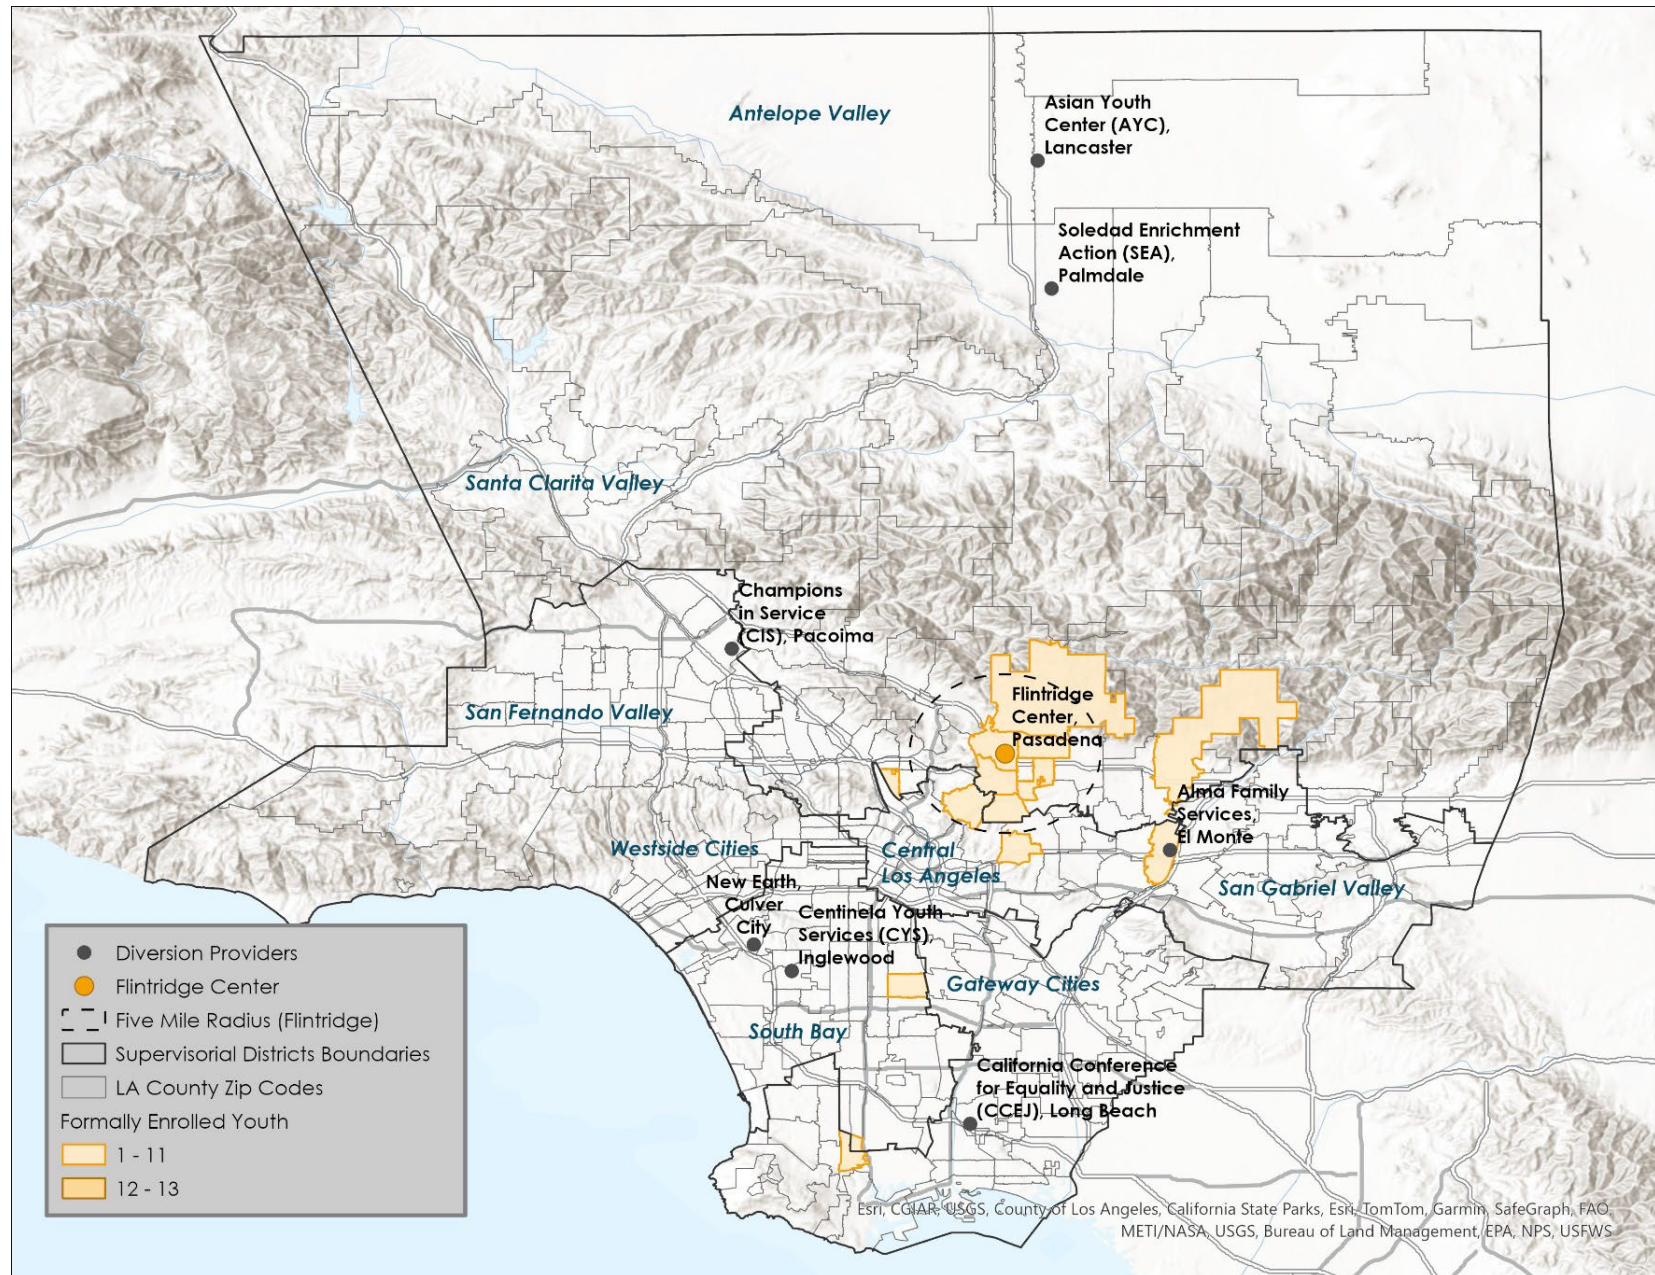 Antelope Valley
Asian Youth
Center (AYC),
Lancaster
Soledad Enrichment
Action (SEA),
Palmdale
Santa Clarita Valley
Champions
in Service
(CIS), Pacoima
San Fernando Valley
Flintridge
Center,
Pasadena
Alma Family
Services,
El Monte
Westside Cities
Central
Los Angeles
San Gabriel Valley
New Earth,
Culver
City
Centinela Youth
Services (CYS),
Inglewood
Gateway Cities
South Bay
California Conference
for Equality and Justice
(CCEJ), Long Beach
Diversion Providers
Flintridge Center
Five Mile Radius (Flintridge)
Supervisorial Districts Boundaries
LA County Zip Codes
Formally Enrolled Youth
1 - 11
12 - 13
Esri, CGIAR, USGS, County of Los Angeles, California State Parks, Esri, TomTom, Garmin, SafeGraph, FAO,
METI/NASA, USGS, Bureau of Land Management, EPA, NPS, USFWS